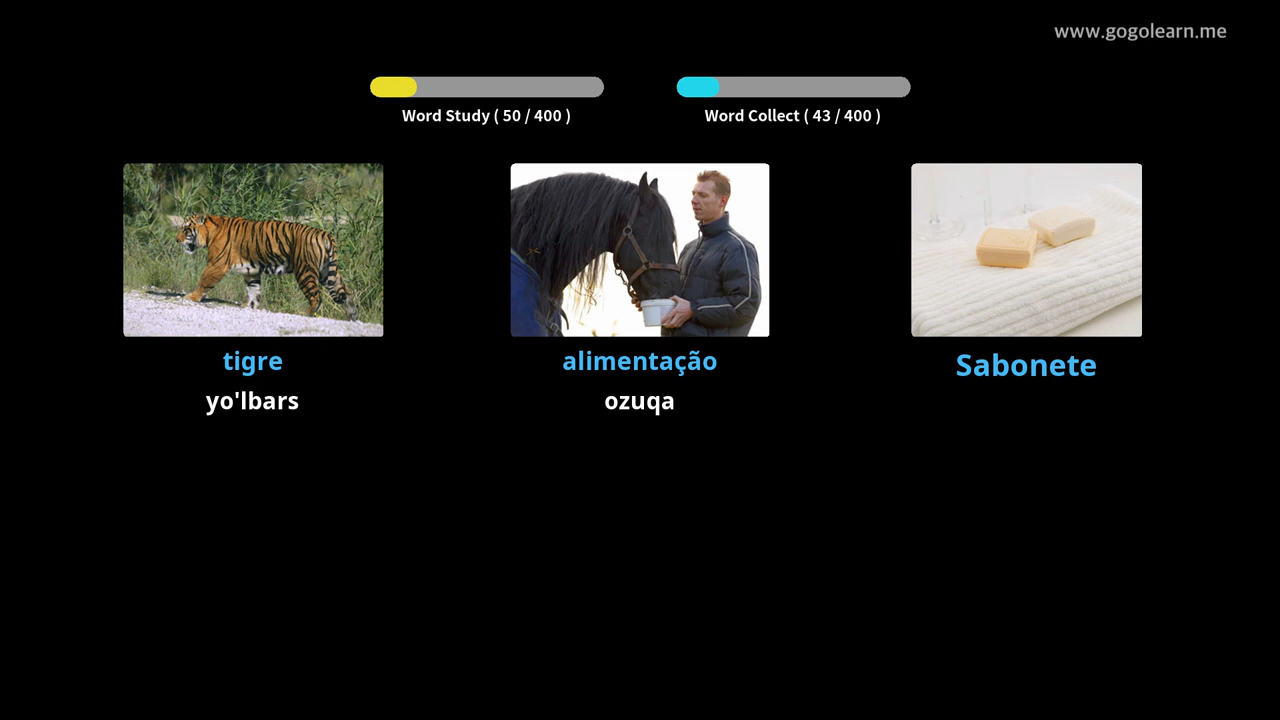 www.gogolearn.me
Word Study ( 50 / 400 )
Word Collect ( 43 / 400 )
tigre
yo'lbars
alimentação
ozuqa
Sabonete